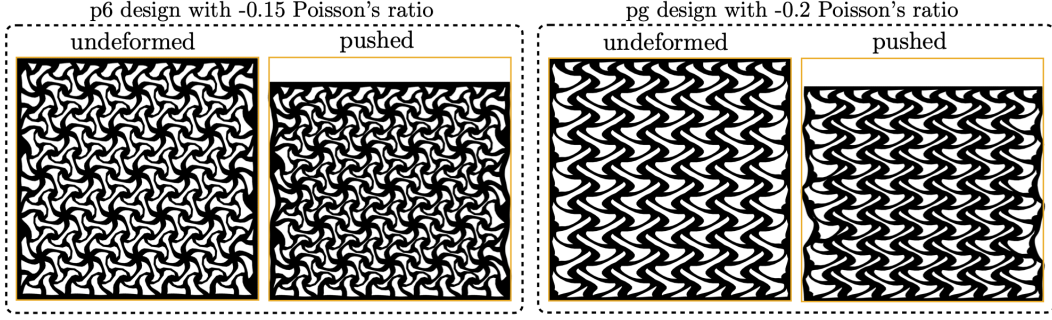 p6 design with -0.15 Poisson's ratio
undeformed
pushed
pg design with -0.2 Poisson's ratio
undeformed
pushed